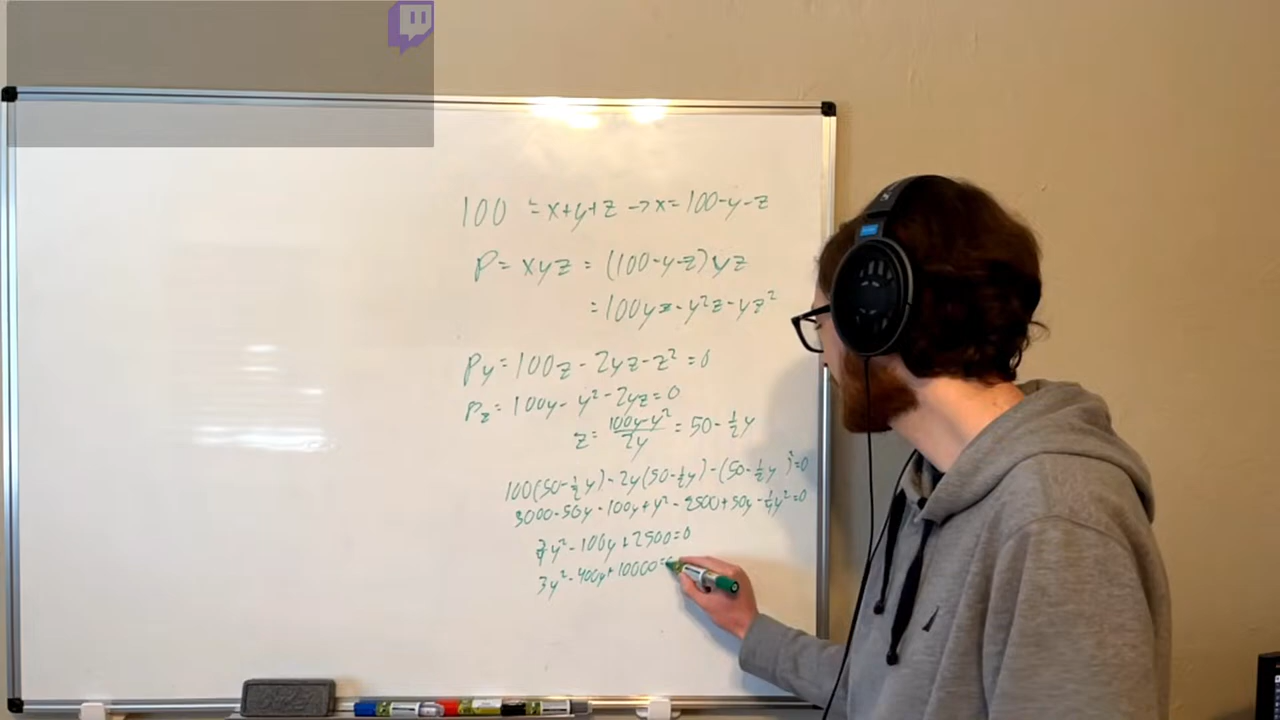 100 = x+y+z → x = 100-y-z
P = xyz = (100-y-z)yz
= 100yz - y²z - yz²
Py = 100z - 2yz - z² = 0
Pz = 100y - y² - 2yz = 0
z = (100y-y²)/(2y) = 50 - ½y
100(50-½y) - 2y(50-½y) - (50-½y)² = 0
5000 - 50y - 100y + y² - 2500 + 50y - ¼y² = 0
¾y² - 100y + 2500 = 0
3y² - 400y + 10000 =